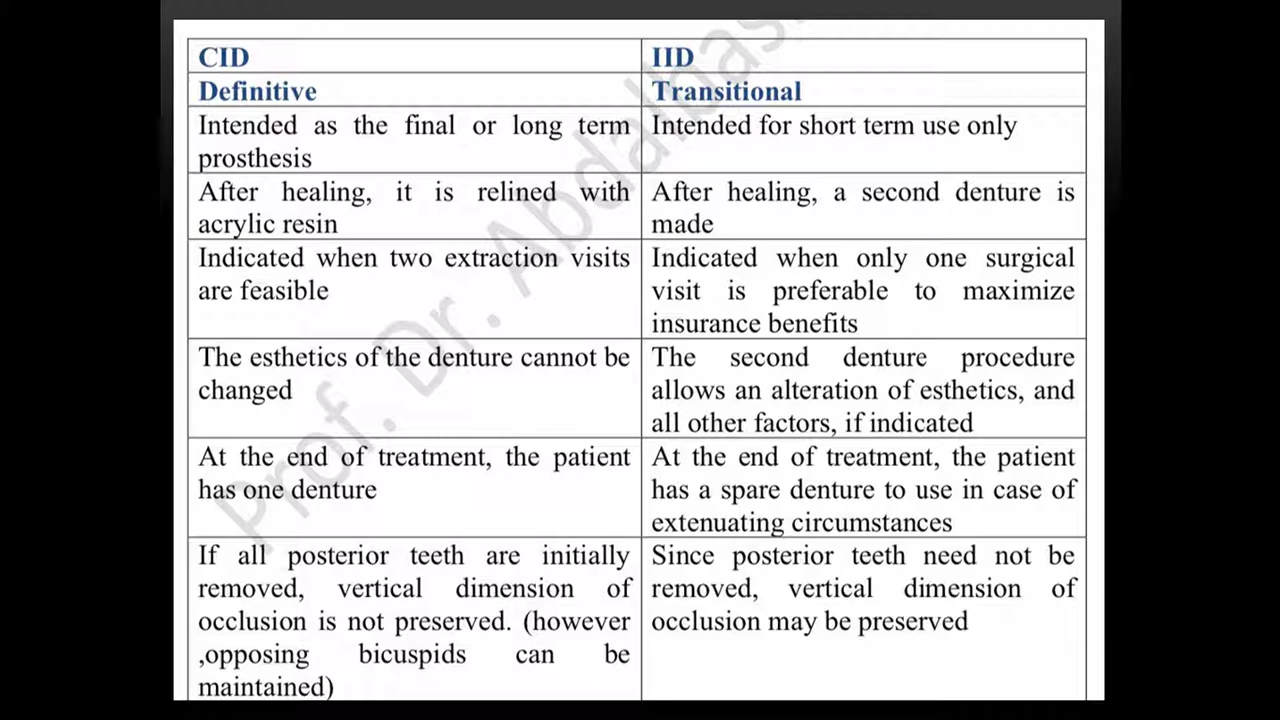 CID
IID
Definitive
Transitional
Intended as the final or long term
prosthesis
Intended for short term use only
After healing, it is relined with
acrylic resin
After healing, a second denture is
made
Indicated when two extraction visits
are feasible
Indicated when only one surgical
visit is preferable to maximize
insurance benefits
The esthetics of the denture cannot be
changed
The second denture procedure
allows an alteration of esthetics, and
all other factors, if indicated
At the end of treatment, the patient
has one denture
At the end of treatment, the patient
has a spare denture to use in case of
extenuating circumstances
If all posterior teeth are initially
removed, vertical dimension of
occlusion is not preserved. (however
,opposing bicuspids can be
maintained)
Since posterior teeth need not be
removed, vertical dimension of
occlusion may be preserved
Prof. Dr. Abdalbas